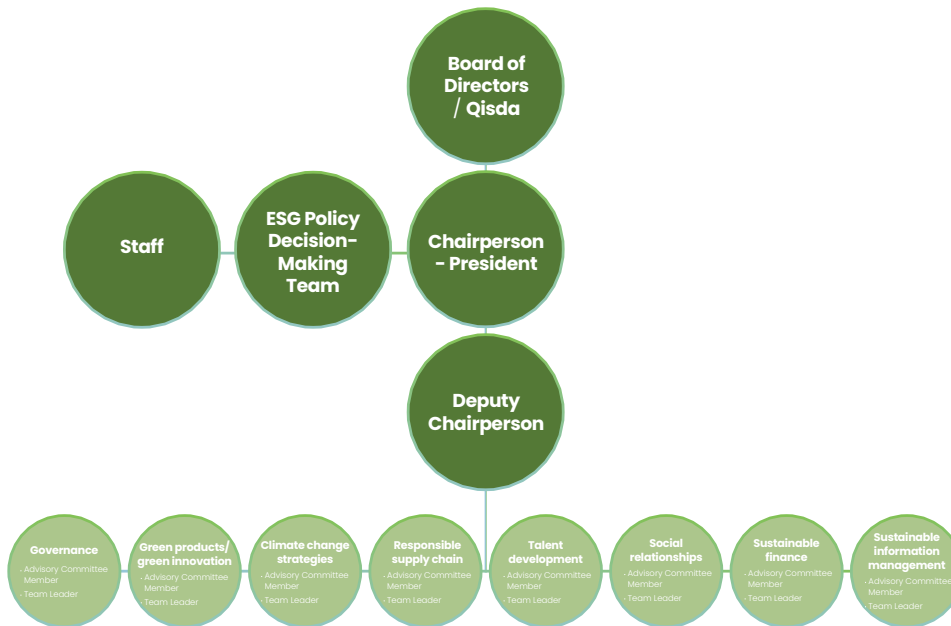 Board of
Directors
/ Qisda
Staff
ESG Policy
Decision-
Making
Team
Chairperson
- President
Deputy
Chairperson
Governance
· Advisory Committee
Member
· Team Leader
Green products/
green innovation
· Advisory Committee
Member
· Team Leader
Climate change
strategies
· Advisory Committee
Member
· Team Leader
Responsible
supply chain
· Advisory Committee
Member
· Team Leader
Talent
development
· Advisory Committee
Member
· Team Leader
Social
relationships
· Advisory Committee
Member
· Team Leader
Sustainable
finance
· Advisory Committee
Member
· Team Leader
Sustainable
information
management
· Advisory Committee
Member
· Team Leader